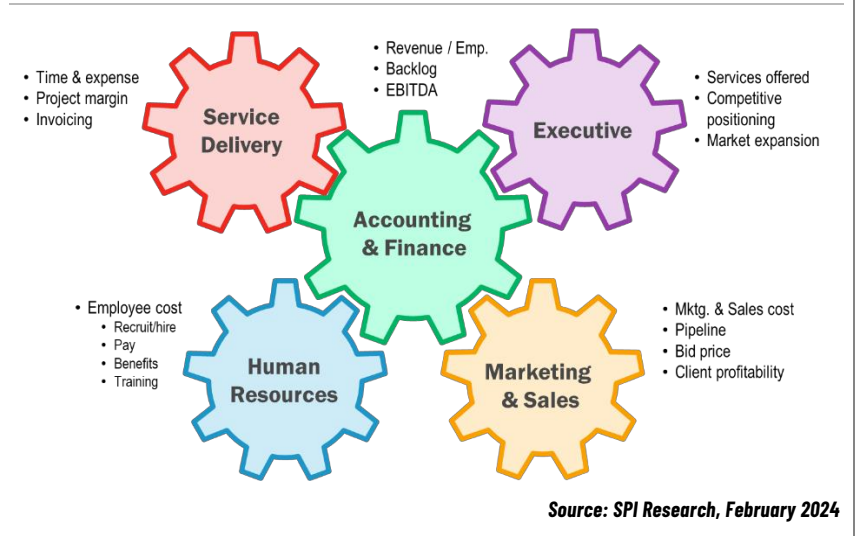 • Time & expense
• Project margin
• Invoicing
Service
Delivery
• Revenue / Emp.
• Backlog
• EBITDA
Executive
• Services offered
• Competitive
positioning
• Market expansion
Accounting
& Finance
• Employee cost
• Recruit/hire
• Pay
• Benefits
• Training
Human
Resources
Marketing
& Sales
• Mktg. & Sales cost
• Pipeline
• Bid price
• Client profitability
Source: SPI Research, February 2024